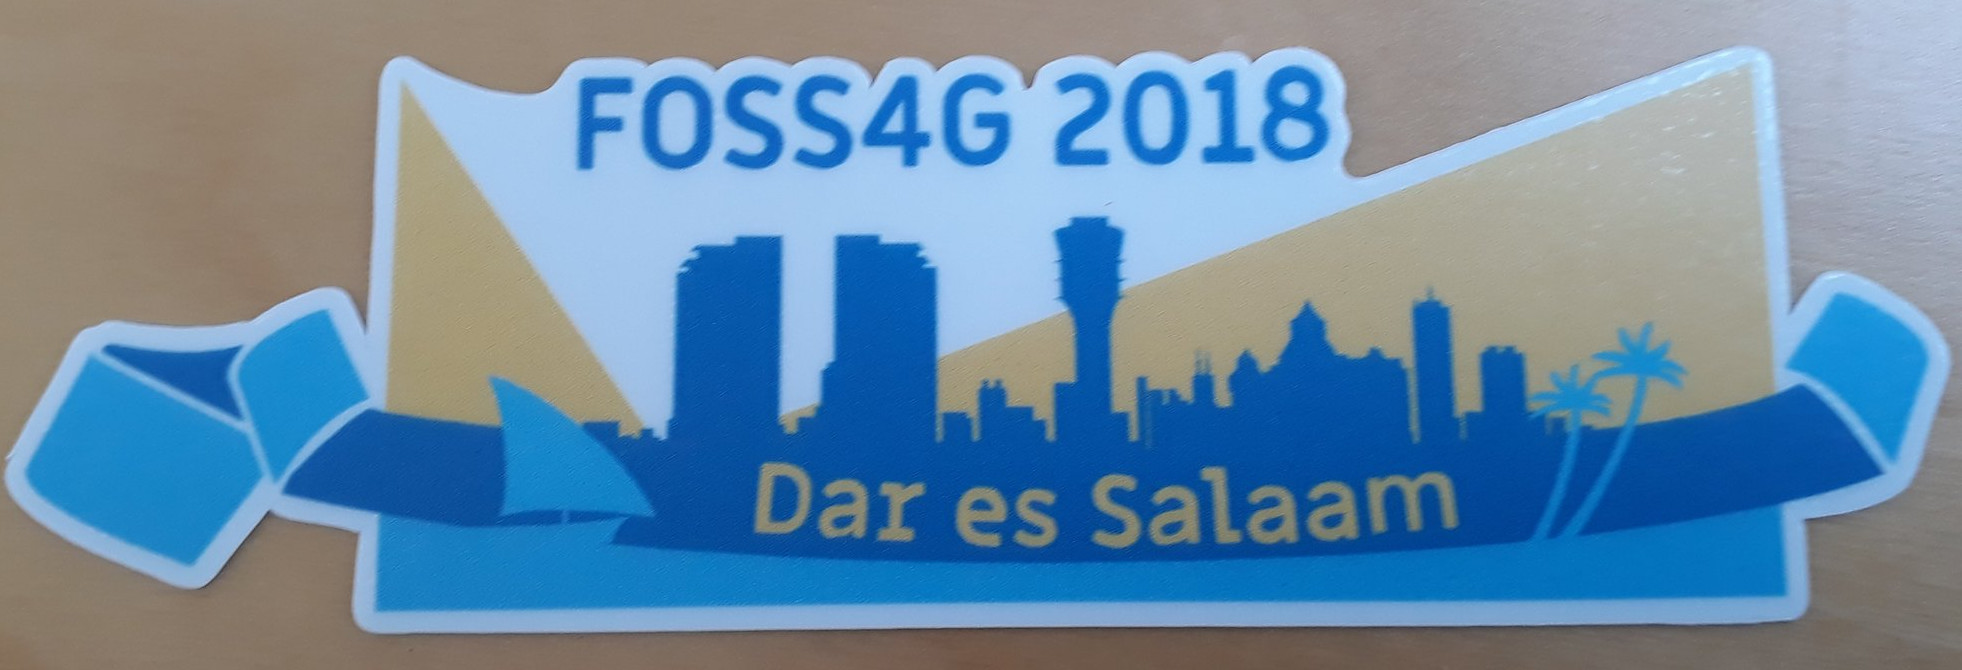 FOSS4G 2018
Dar es Salaam